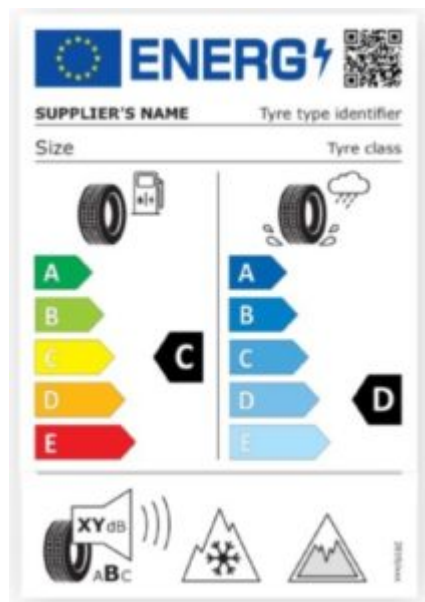 ENERG
SUPPLIER'S NAME Tyre type identifier
Size Tyre class
A A
B B
C C C
D D D
E E
XYdB
ABC